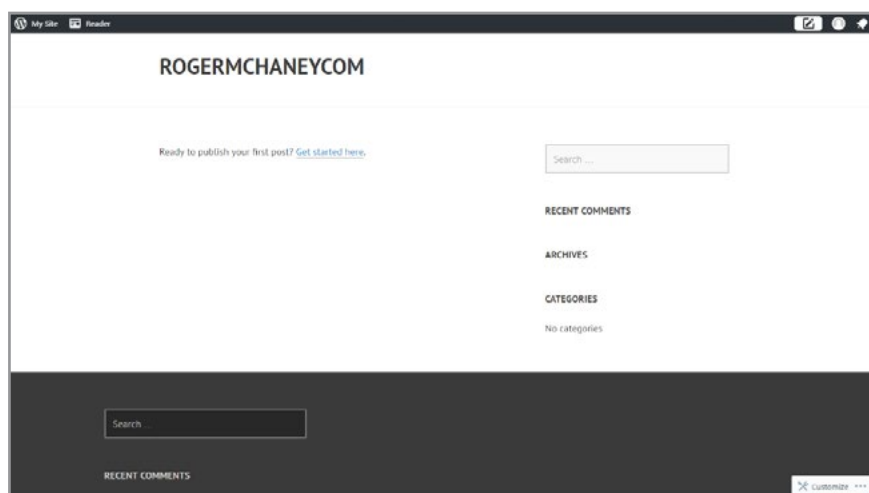 My Site Reader
ROGERMCHANEYCOM
Ready to publish your first post? Get started here.
Search ...
RECENT COMMENTS
ARCHIVES
CATEGORIES
No categories
Search ...
RECENT COMMENTS
Customize ...